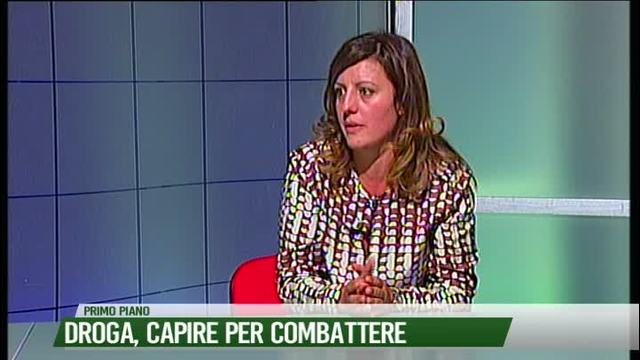 PRIMO PIANO
DROGA, CAPIRE PER COMBATTERE